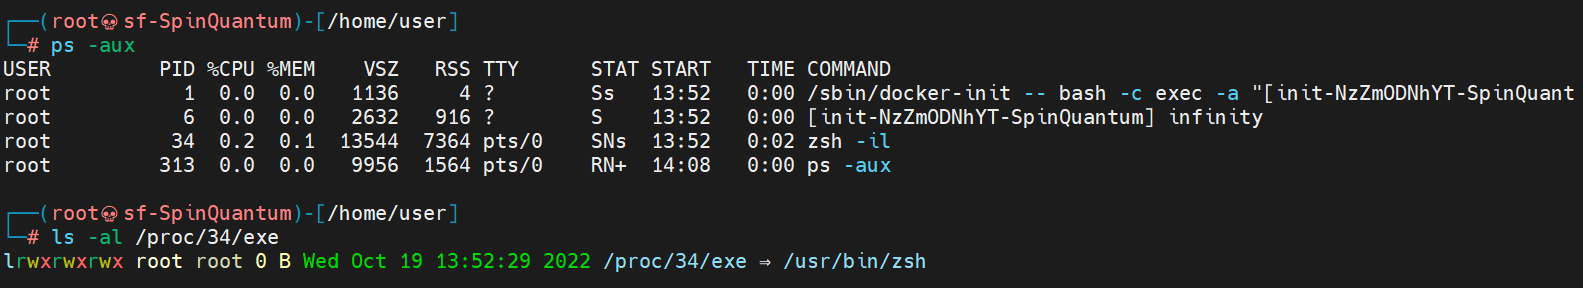 ┌──(root💀sf-SpinQuantum)-[/home/user]
└─# ps -aux
USER         PID %CPU %MEM    VSZ   RSS TTY      STAT START   TIME COMMAND
root           1  0.0  0.0   1136     4 ?        Ss   13:52   0:00 /sbin/docker-init -- bash -c exec -a "[init-NzZmODNhYT-SpinQuant
root           6  0.0  0.0   2632   916 ?        S    13:52   0:00 [init-NzZmODNhYT-SpinQuantum] infinity
root          34  0.2  0.1  13544  7364 pts/0    SNs  13:52   0:02 zsh -il
root         313  0.0  0.0   9956  1564 pts/0    RN+  14:08   0:00 ps -aux
┌──(root💀sf-SpinQuantum)-[/home/user]
└─# ls -al /proc/34/exe
lrwxrwxrwx root root 0 B Wed Oct 19 13:52:29 2022 /proc/34/exe ⇒ /usr/bin/zsh